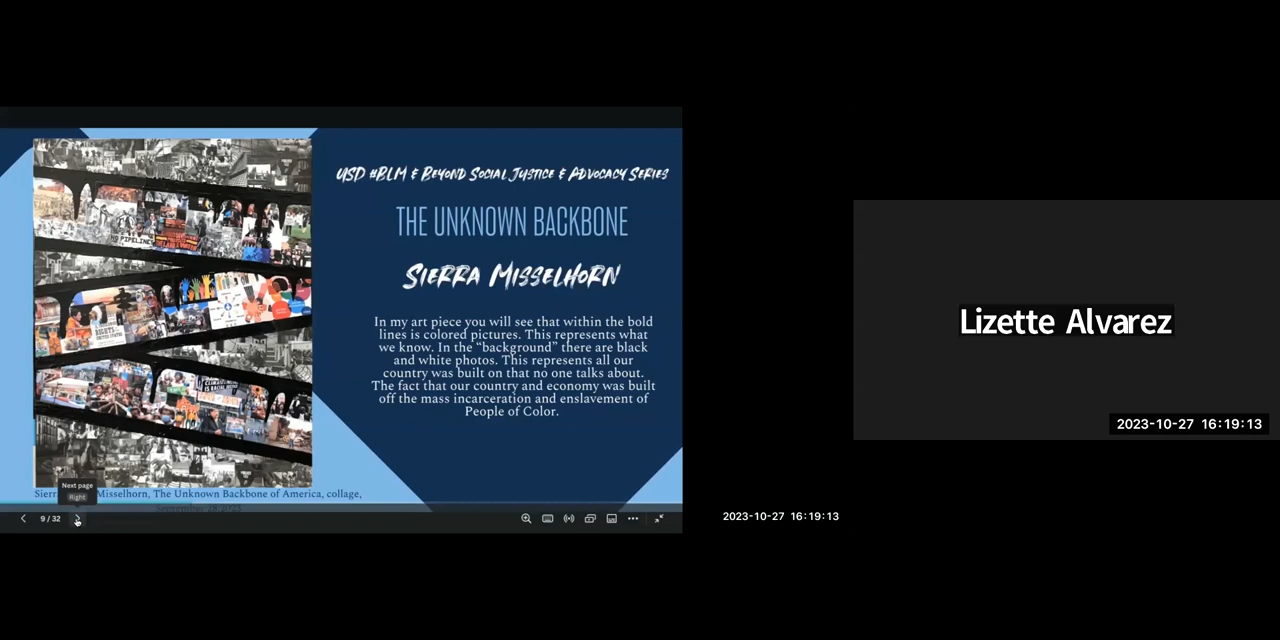 USD #BLM & Beyond Social Justice & Advocacy Series
THE UNKNOWN BACKBONE
Sierra Misselhorn
In my art piece you will see that within the bold
lines is colored pictures. This represents what
we know. In the “background” there are black
and white photos. This represents all our
country was built on that no one talks about.
The fact that our country and economy was built
off the mass incarceration and enslavement of
People of Color.
Next page
Right
Misselhorn, The Unknown Backbone of America, collage,
9 / 32
Lizette Alvarez
2023-10-27 16:19:13
2023-10-27 16:19:13